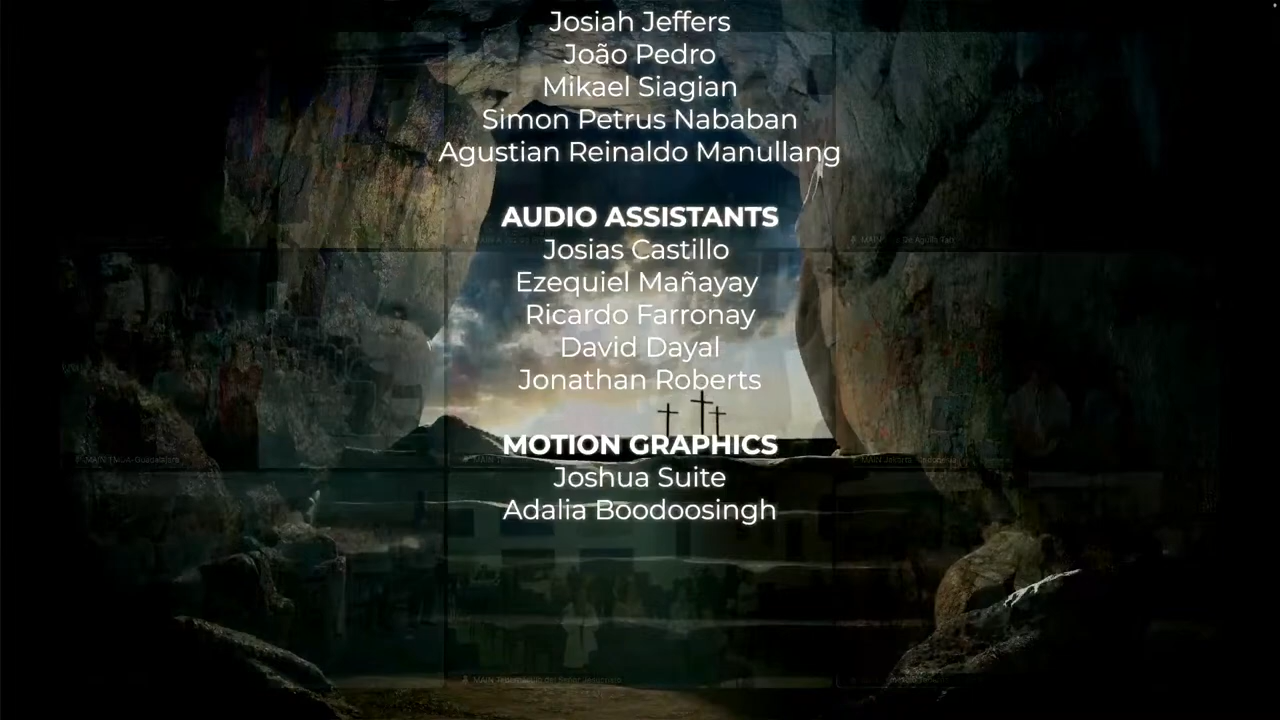 Josiah Jeffers
João Pedro
Mikael Siagian
Simon Petrus Nababan
Agustian Reinaldo Manullang
AUDIO ASSISTANTS
Josias Castillo
Ezequiel Mañayay
Ricardo Farronay
David Dayal
Jonathan Roberts
MOTION GRAPHICS
Joshua Suite
Adalia Boodoosingh